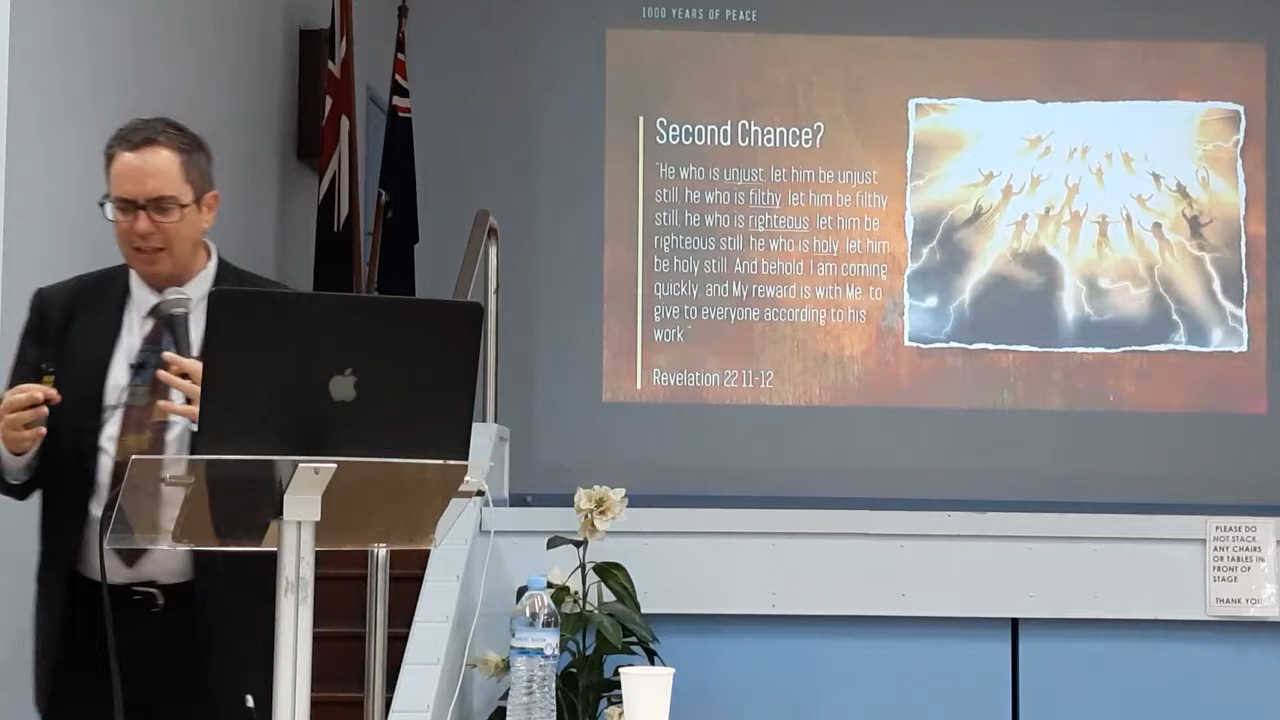 1000 YEARS OF PEACE
Second Chance?
"He who is unjust, let him be unjust
still; he who is filthy, let him be filthy
still; he who is righteous, let him be
righteous still; he who is holy, let him
be holy still. And behold, I am coming
quickly, and My reward is with Me, to
give to everyone according to his
work."
Revelation 22:11-12
PLEASE DO
NOT STACK
ANY CHAIRS
OR TABLES IN
FRONT OF
STAGE
THANK YOU